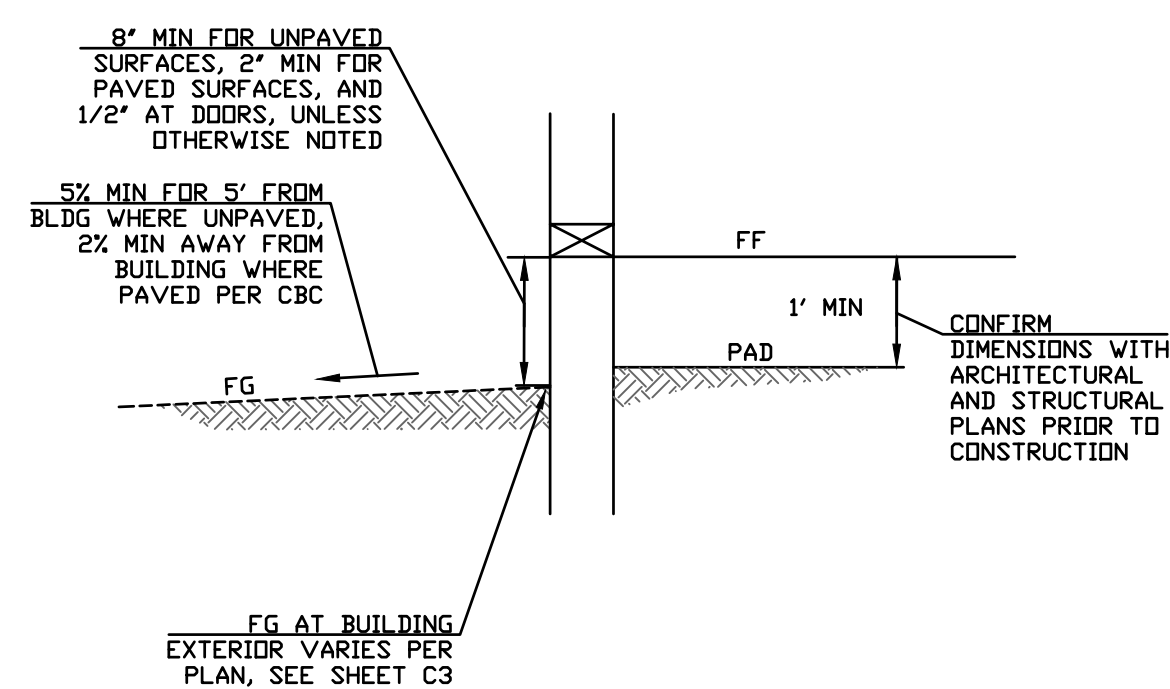 8" MIN FOR UNPAVED
SURFACES, 2" MIN FOR
PAVED SURFACES, AND
1/2" AT DOORS, UNLESS
OTHERWISE NOTED
5% MIN FOR 5' FROM
BLDG WHERE UNPAVED,
2% MIN AWAY FROM
BUILDING WHERE
PAVED PER CBC
FF
1' MIN
CONFIRM
DIMENSIONS WITH
ARCHITECTURAL
AND STRUCTURAL
PLANS PRIOR TO
CONSTRUCTION
PAD
FG
FG AT BUILDING
EXTERIOR VARIES PER
PLAN, SEE SHEET C3